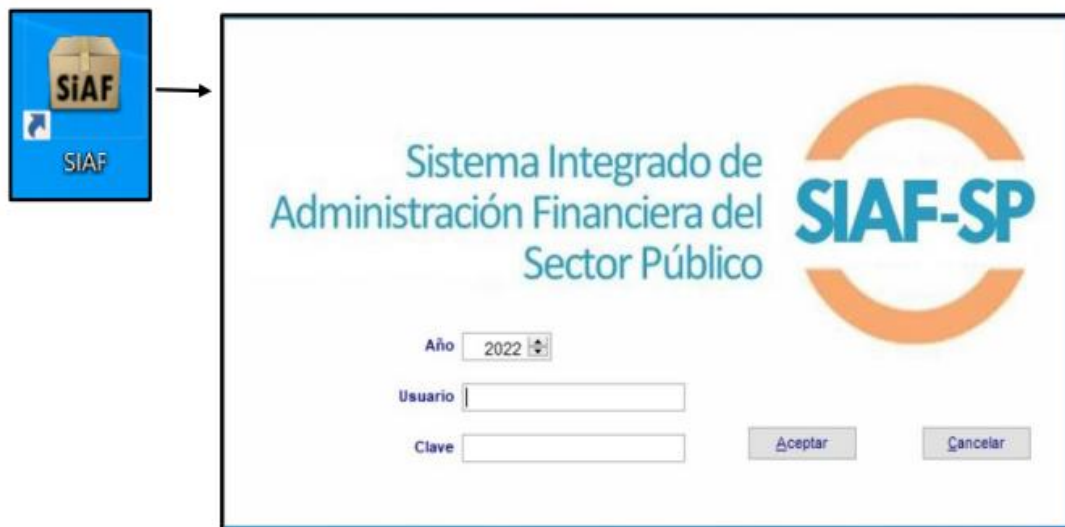 SiAF
SIAF
Sistema Integrado de
Administración Financiera del
Sector Público
SIAF-SP
Año 2022
Usuario
Clave
Aceptar
Cancelar